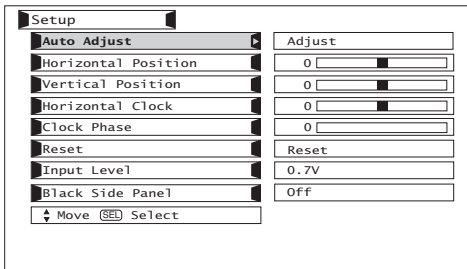 Setup
Auto Adjust Adjust
Horizontal Position 0
Vertical Position 0
Horizontal Clock 0
Clock Phase 0
Reset Reset
Input Level 0.7V
Black Side Panel Off
Move SEL Select